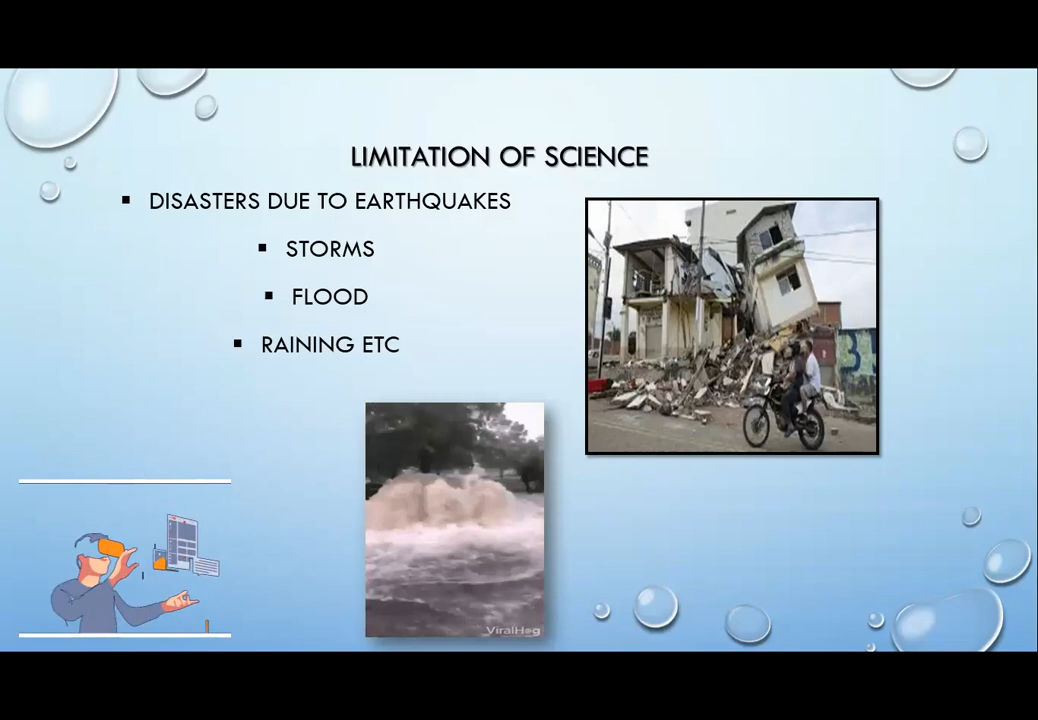 LIMITATION OF SCIENCE
▪ DISASTERS DUE TO EARTHQUAKES
▪ STORMS
▪ FLOOD
▪ RAINING ETC
ViralHog